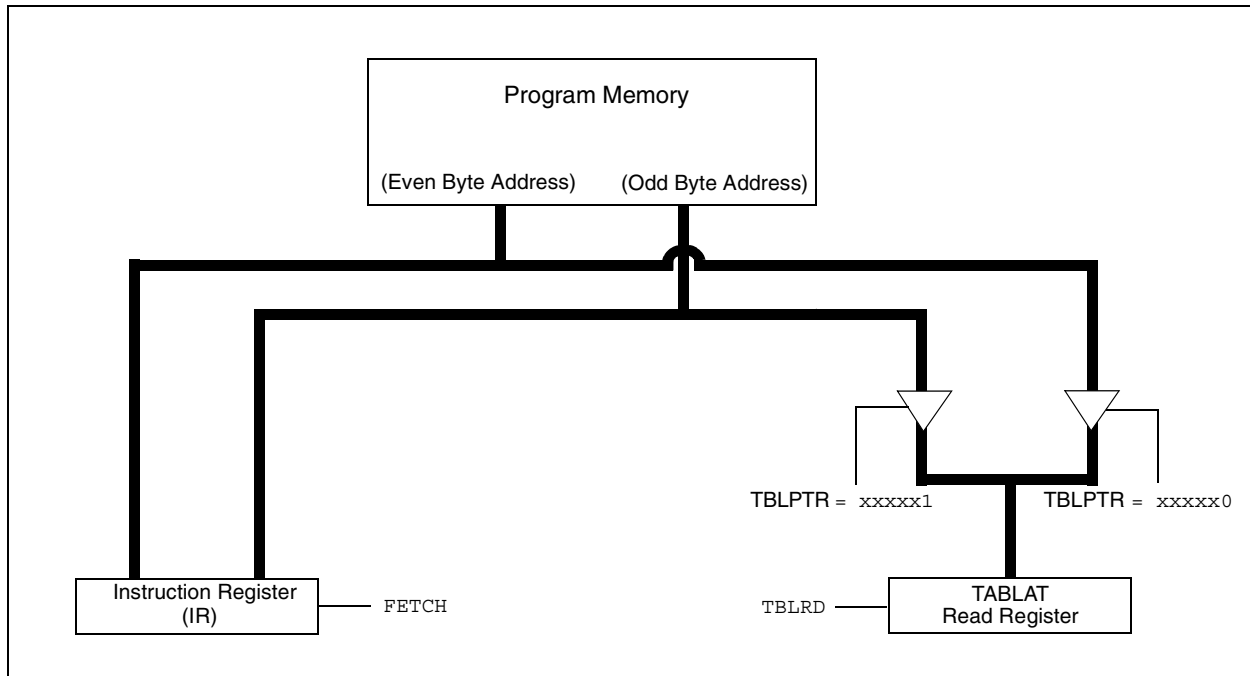 Program Memory
(Even Byte Address) (Odd Byte Address)
TBLPTR = xxxxx1 TBLPTR = xxxxx0
Instruction Register
(IR)
FETCH
TBLRD
TABLAT
Read Register